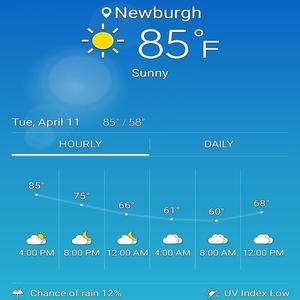 Newburgh
85°F
Sunny
Tue, April 11 85° / 58°
HOURLY DAILY
85° 75° 66° 61° 60° 68°
4:00 PM 8:00 PM 12:00 AM 4:00 AM 8:00 AM 12:00 PM
Chance of rain 12% UV Index Low